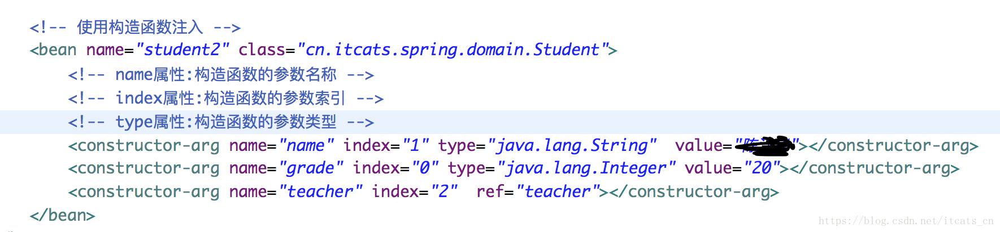 <!-- 使用构造函数注入 -->
<bean name="student2" class="cn.itcats.spring.domain.Student">
<!-- name属性:构造函数的参数名称 -->
<!-- index属性:构造函数的参数索引 -->
<!-- type属性:构造函数的参数类型 -->
<constructor-arg name="name" index="1" type="java.lang.String" value="陈"></constructor-arg>
<constructor-arg name="grade" index="0" type="java.lang.Integer" value="20"></constructor-arg>
<constructor-arg name="teacher" index="2" ref="teacher"></constructor-arg>
</bean>
https://blog.csdn.net/itcats_cn